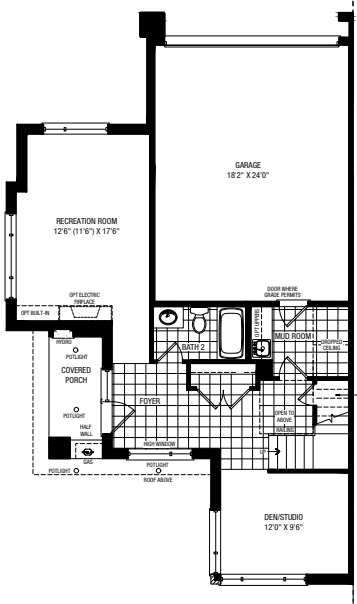 GARAGE
18'2" X 24'0"
RECREATION ROOM
12'6" (11'6") X 17'6"
OPT ELECTRIC
FIREPLACE
OPT BUILT-IN
HYDRO
POTLIGHT
COVERED
PORCH
POTLIGHT
HALF
WALL
GAS
POTLIGHT
DOOR WHERE
GRADE PERMITS
OPT UPPERS
MUD ROOM
DROPPED
CEILING
BATH 2
FOYER
HIGH WINDOW
POTLIGHT
ROOF ABOVE
OPEN TO
ABOVE
RAILING
UP
DEN/STUDIO
12'0" X 9'6"